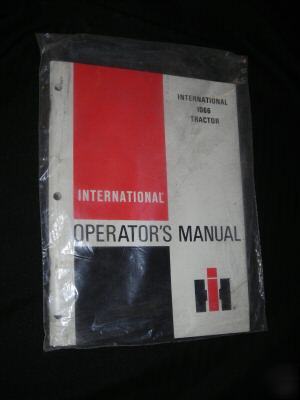 INTERNATIONAL
1066
TRACTOR
INTERNATIONAL®
OPERATOR'S MANUAL
IH®